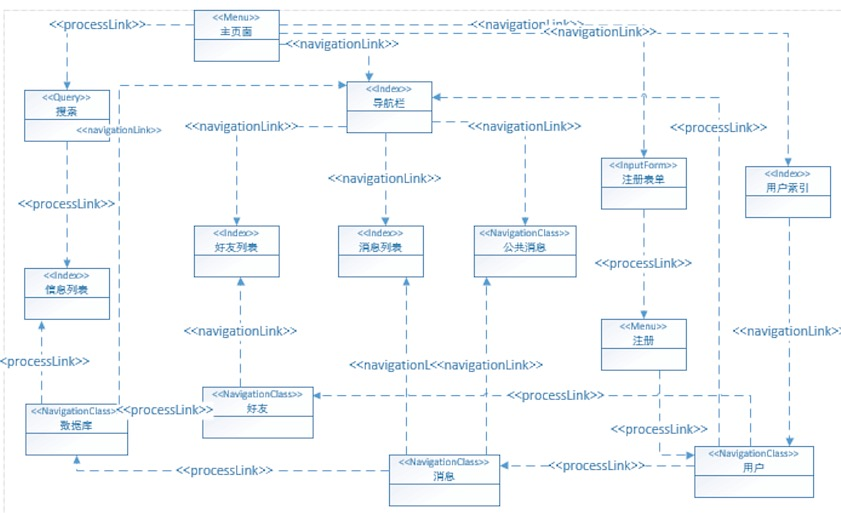 <<processLink>>
<<Menu>>
主页面
<<navigationLink>>
<<navigationLink>>
<<navigationLink>>
<<Query>>
搜索
<<navigationLink>>
<<Index>>
导航栏
<<navigationLink>>
<<navigationLink>>
<<processLink>>
<<InputForm>>
注册表单
<<Index>>
用户索引
<<navigationLink>>
<<processLink>>
<<Index>>
好友列表
<<Index>>
消息列表
<<NavigationClass>>
公共消息
<<processLink>>
<<Index>>
信息列表
<<navigationLink>>
<<Menu>>
注册
<<navigationLink>>
<<processLink>>
<<navigationL
<<navigationLink>>
<<NavigationClass>>
好友
<<processLink>>
<<NavigationClass>
数据库
<<processLink>>
<<processLink>>
<<NavigationClass>>
用户
<<processLink>>
<<NavigationClass>>
消息
<<processLink>>